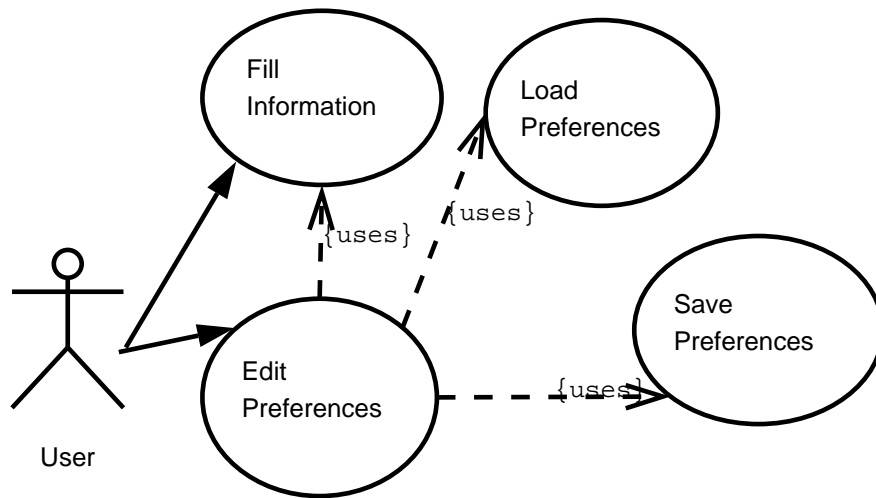 Fill
Information
Load
Preferences
{uses}
{uses}
Save
Preferences
Edit
Preferences
{uses}
User